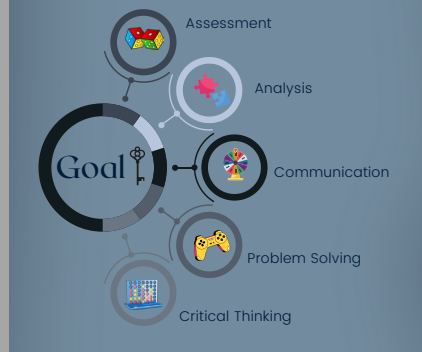 Assessment
Analysis
Goal
Communication
Problem Solving
Critical Thinking